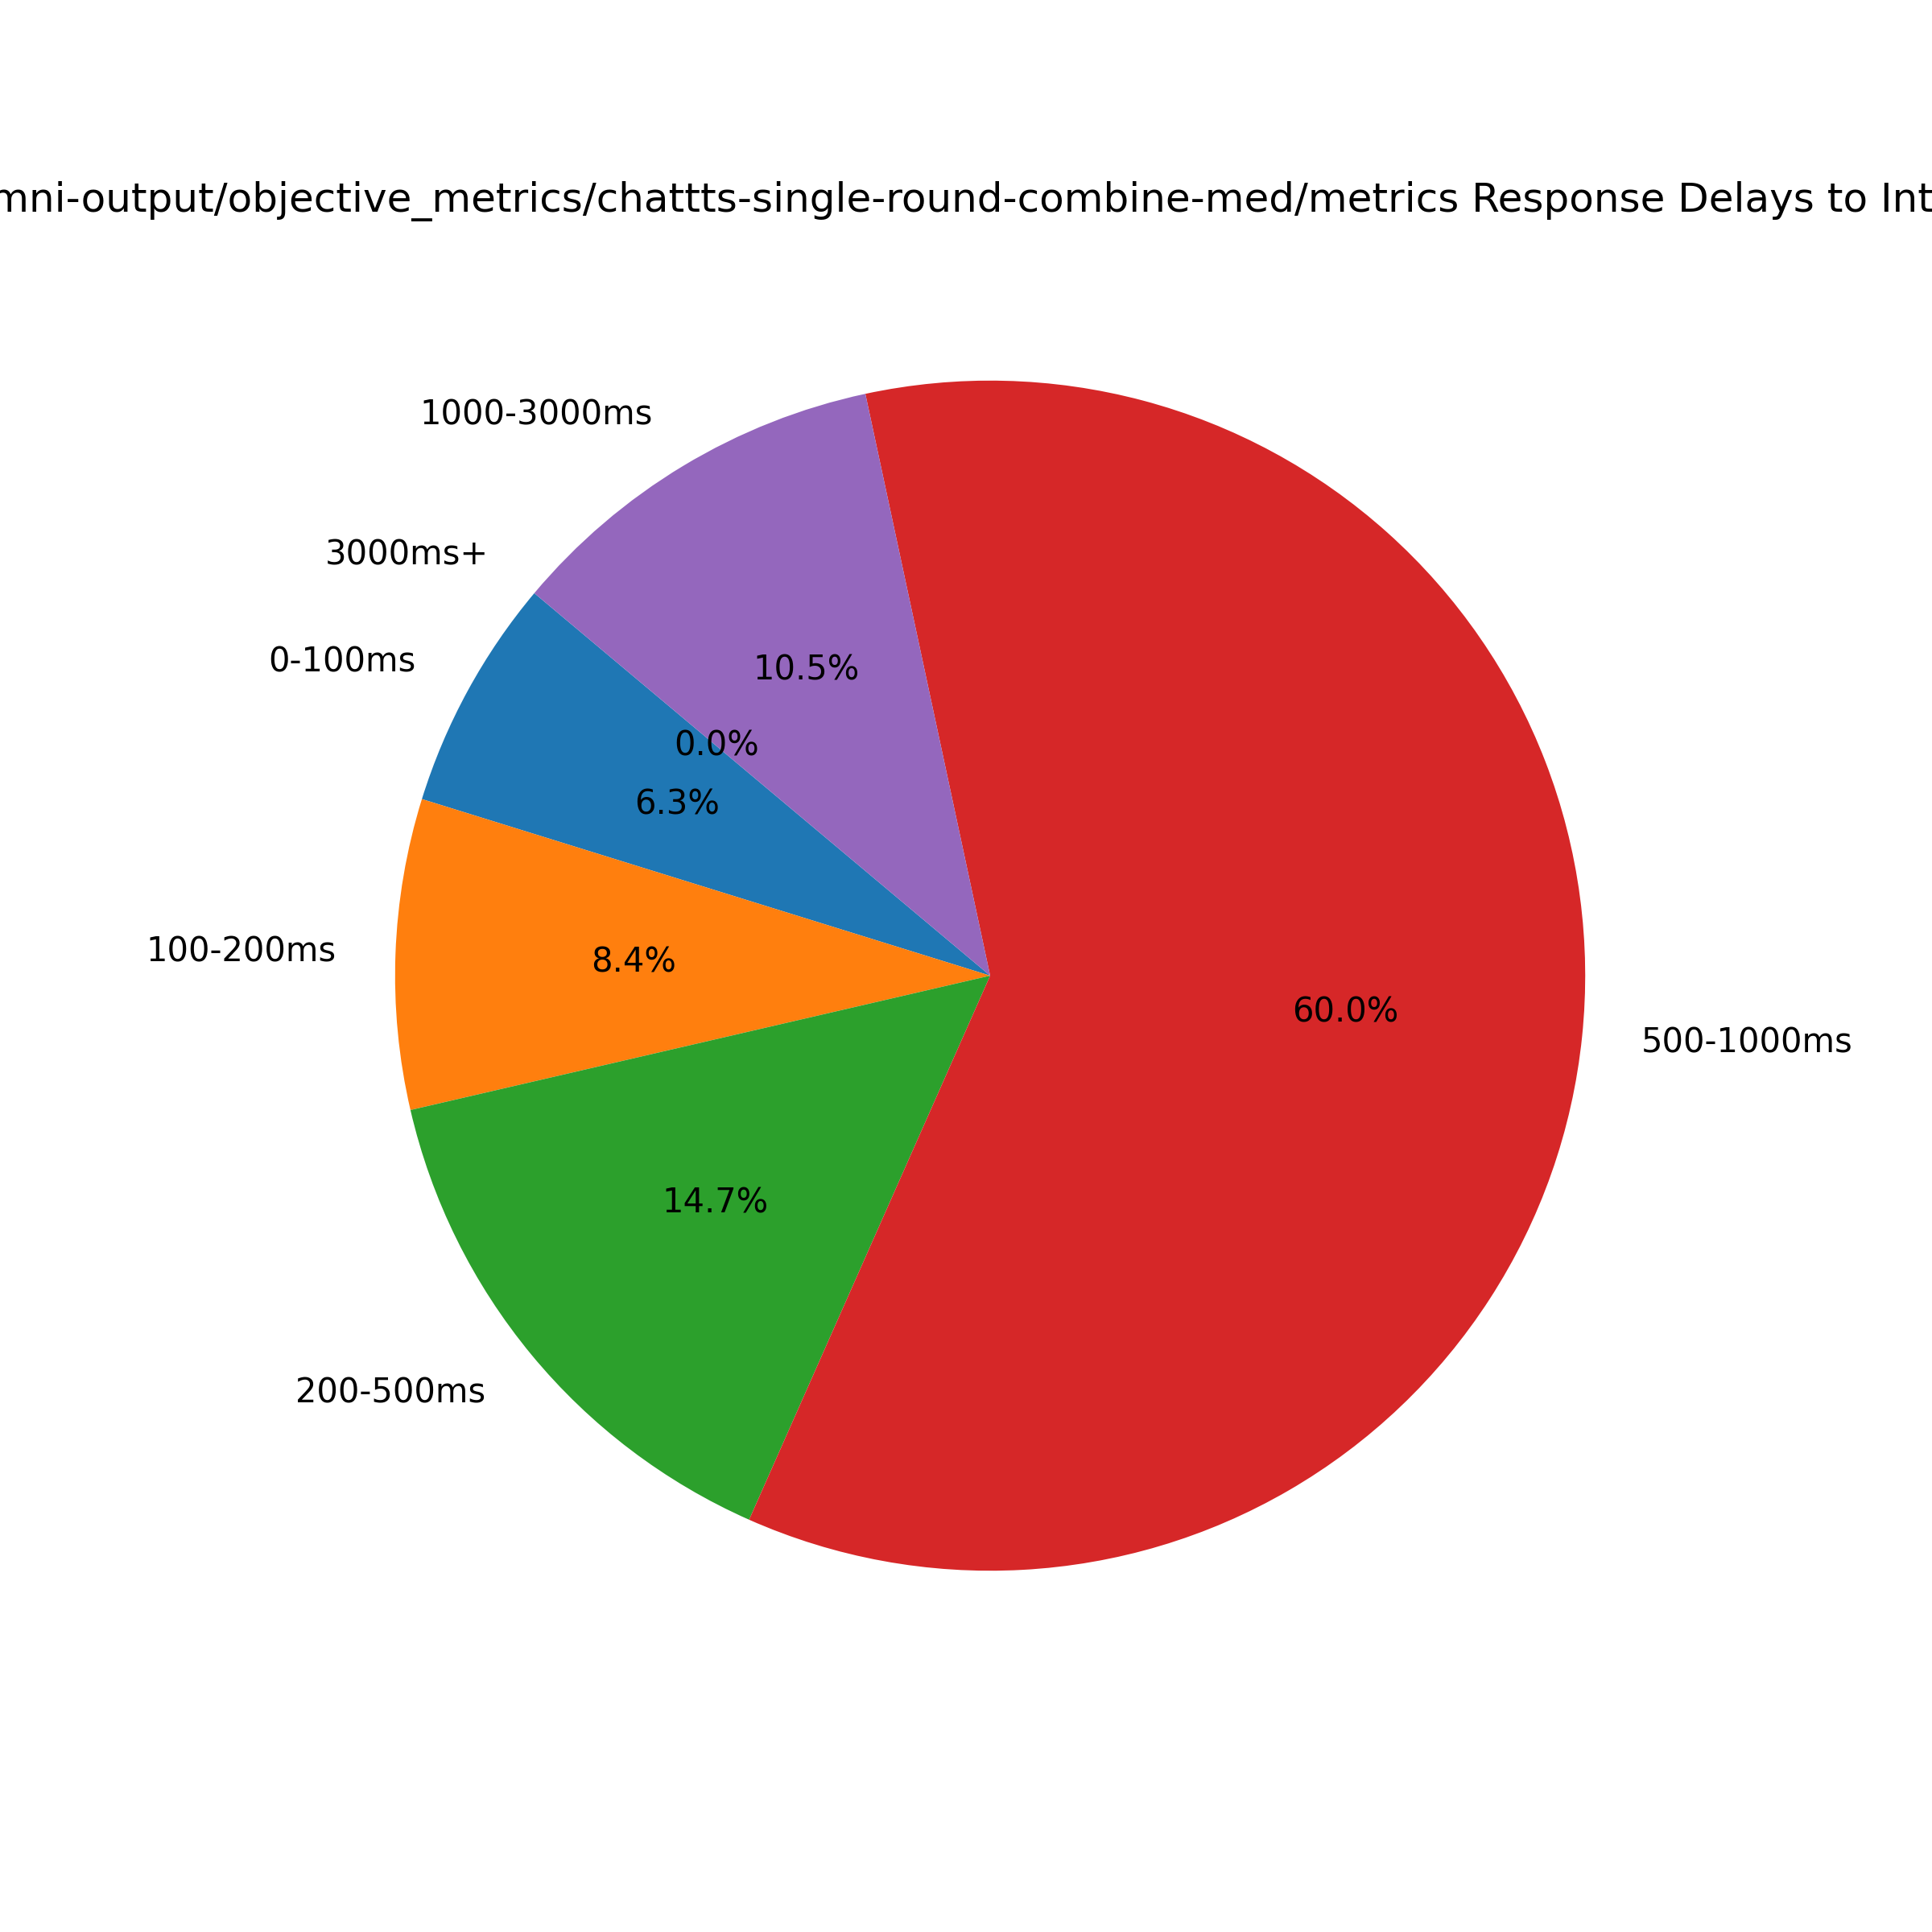 mni-output/objective_metrics/chattts-single-round-combine-med/metrics Response Delays to Int
1000-3000ms
3000ms+
0-100ms
10.5%
0.0%
6.3%
100-200ms
8.4%
60.0%
500-1000ms
14.7%
200-500ms